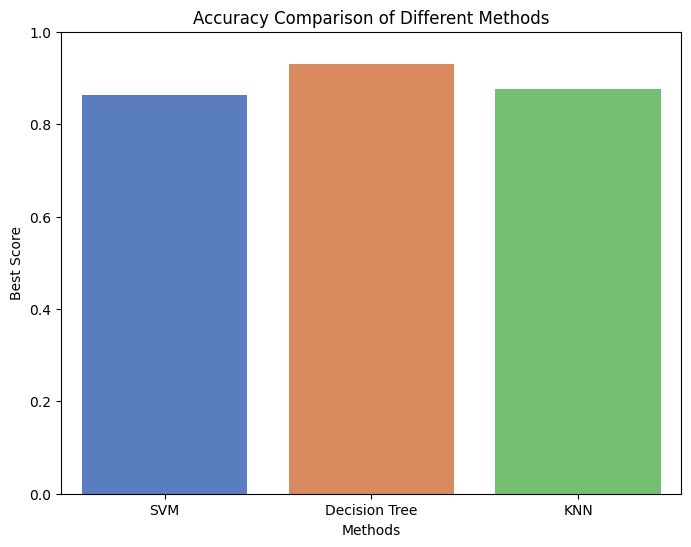 Accuracy Comparison of Different Methods
1.0
0.8
0.6
0.4
0.2
0.0
Best Score
SVM
Decision Tree
KNN
Methods